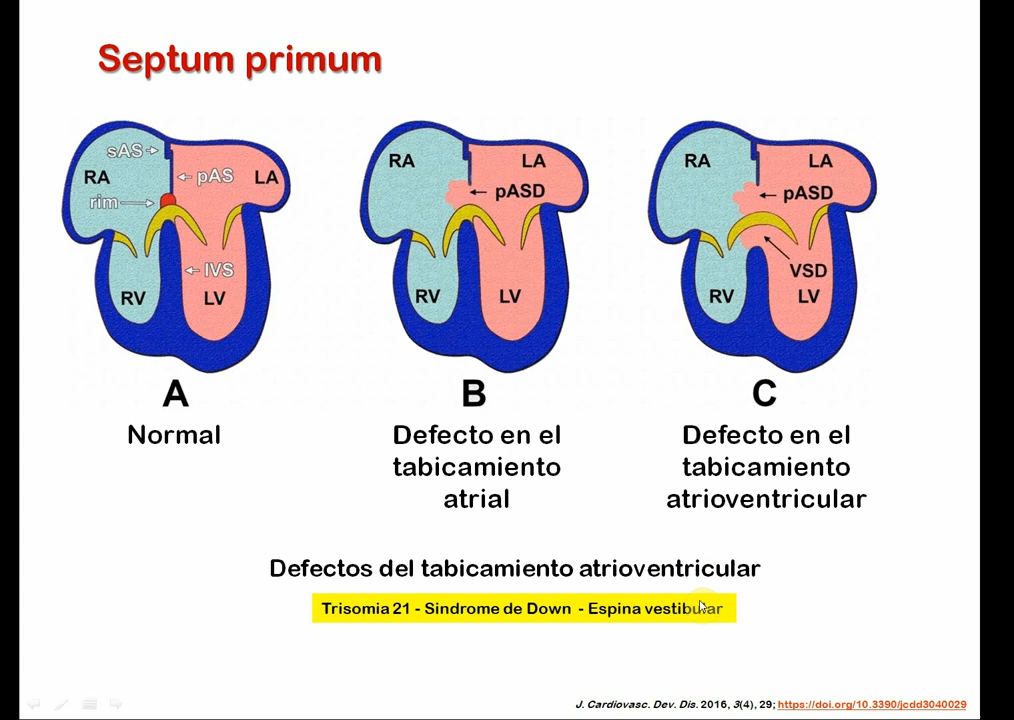 Septum primum
sAS
RA
pAS
LA
rim
IVS
RV
LV
RA
LA
pASD
RV
LV
RA
LA
pASD
VSD
RV
LV
A
B
C
Normal
Defecto en el
tabicamiento
atrial
Defecto en el
tabicamiento
atrioventricular
Defectos del tabicamiento atrioventricular
Trisomia 21 - Sindrome de Down - Espina vestibular
J. Cardiovasc. Dev. Dis. 2016, 3(4), 29; https://doi.org/10.3390/jcdd3040029